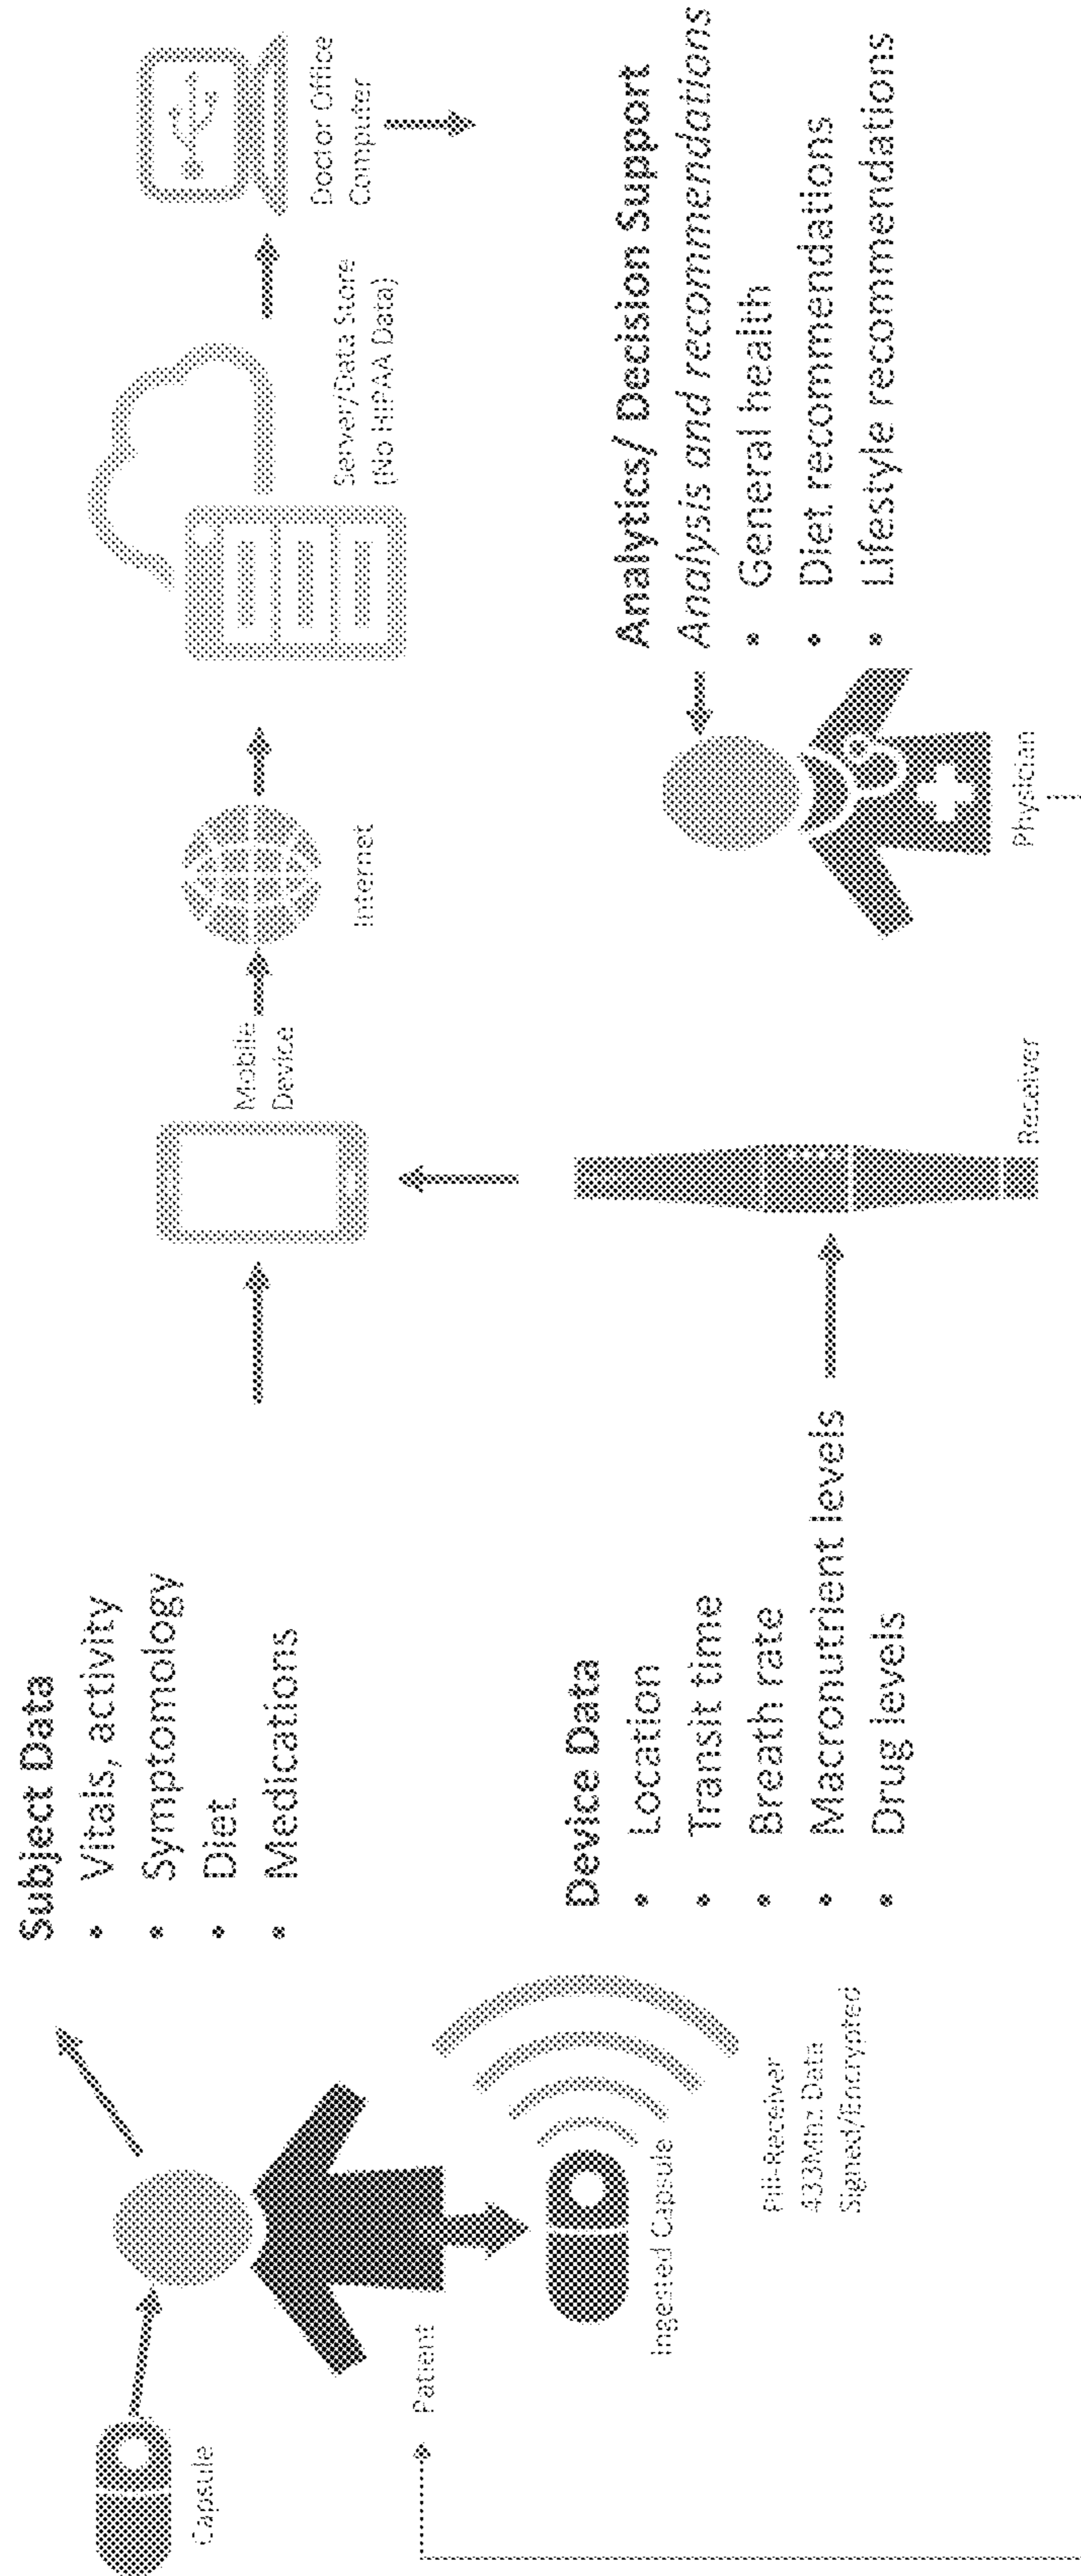 Capsule
Patient
Ingested Capsule
Pill-Receiver
433Mhz Data
Signed/Encrypted
Subject Data
• Vitals, activity
• Symptomology
• Diet
• Medications
Device Data
• Location
• Transit time
• Breath rate
• Macronutrient levels
• Drug levels
Mobile
Device
Receiver
Internet
Server/Data Store
(No HIPAA Data)
Doctor Office
Computer
Analytics/ Decision Support
Analysis and recommendations
• General health
• Diet recommendations
• Lifestyle recommendations
Physician